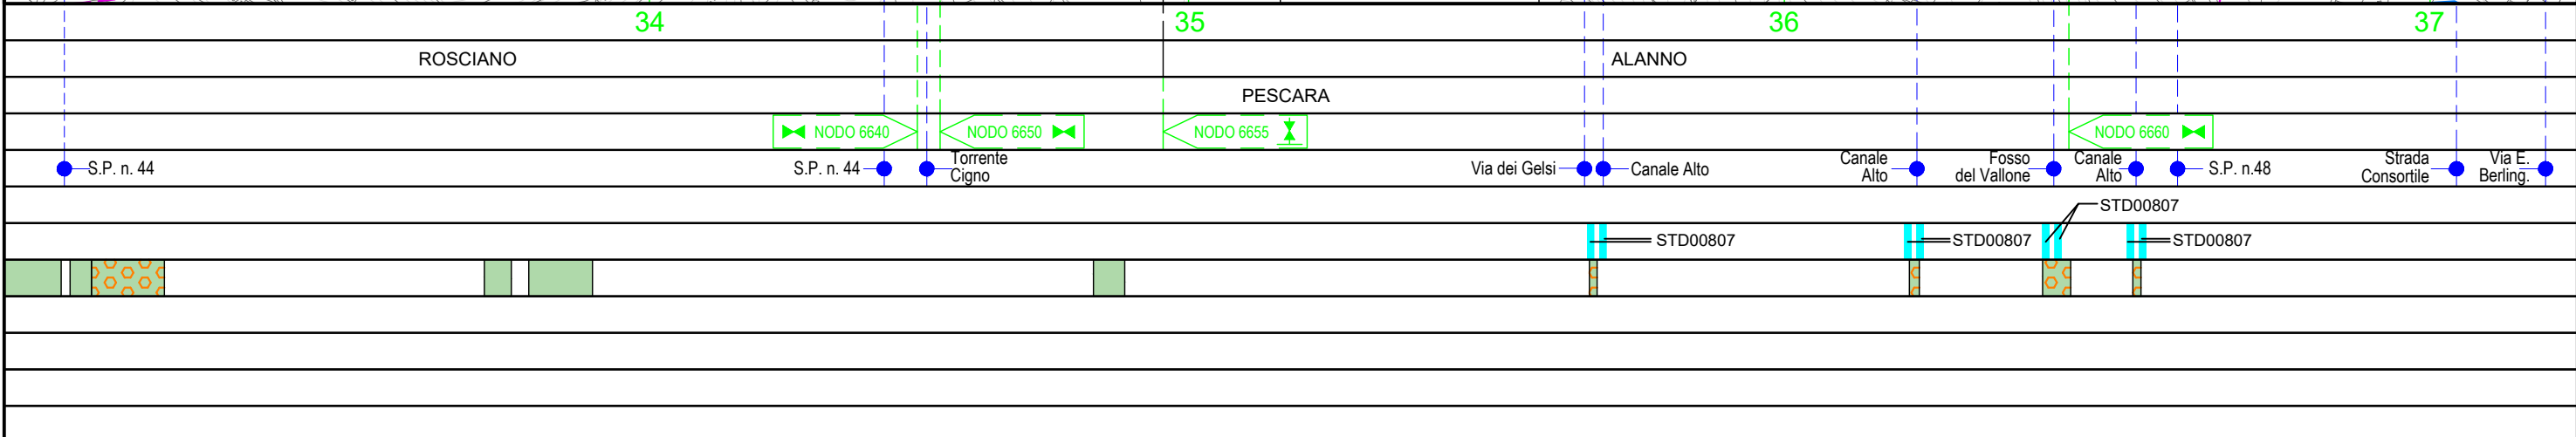 34 35 36 37
ROSCIANO ALANNO
PESCARA
NODO 6640 NODO 6650 NODO 6655 NODO 6660
S.P. n. 44
S.P. n. 44
Torrente
Cigno
Via dei Gelsi
Canale Alto
Canale
Alto
Fosso
del Vallone
Canale
Alto
S.P. n.48
Strada
Consortile
Via E.
Berling.
STD00807
STD00807 STD00807 STD00807